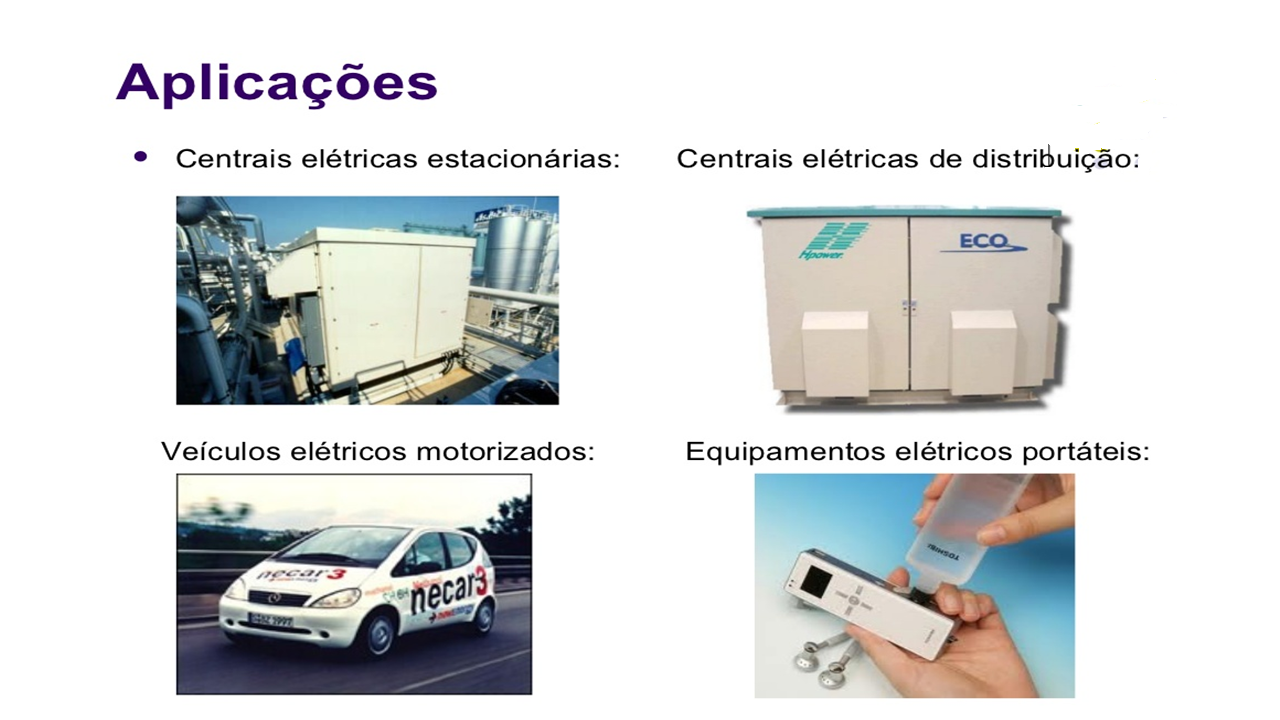 Aplicações
• Centrais elétricas estacionárias:
Centrais elétricas de distribuição:
Hpower.
ECO
Veículos elétricos motorizados:
Equipamentos elétricos portáteis:
necar3
necar3
TOSHIBA